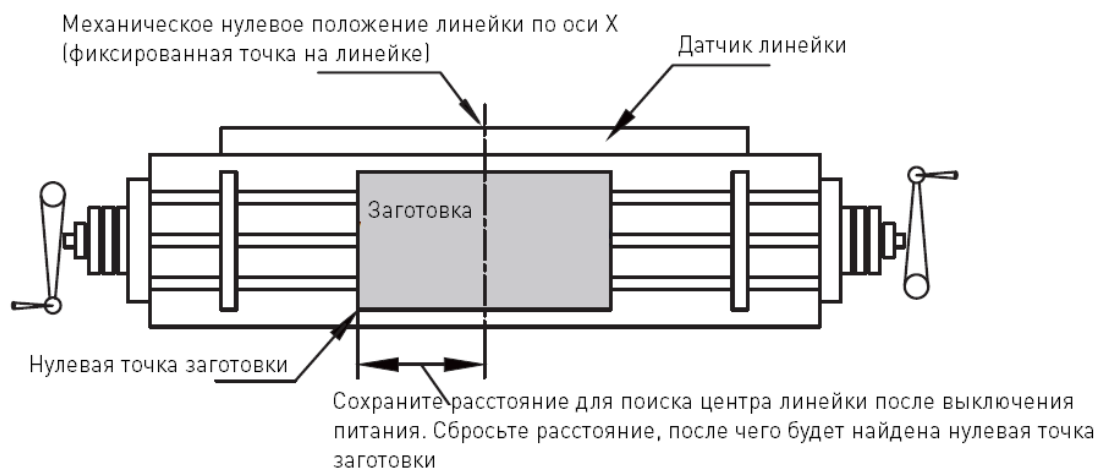 Механическое нулевое положение линейки по оси X
(фиксированная точка на линейке)
Датчик линейки
Заготовка
Нулевая точка заготовки
Сохраните расстояние для поиска центра линейки после выключения
питания. Сбросьте расстояние, после чего будет найдена нулевая точка
заготовки